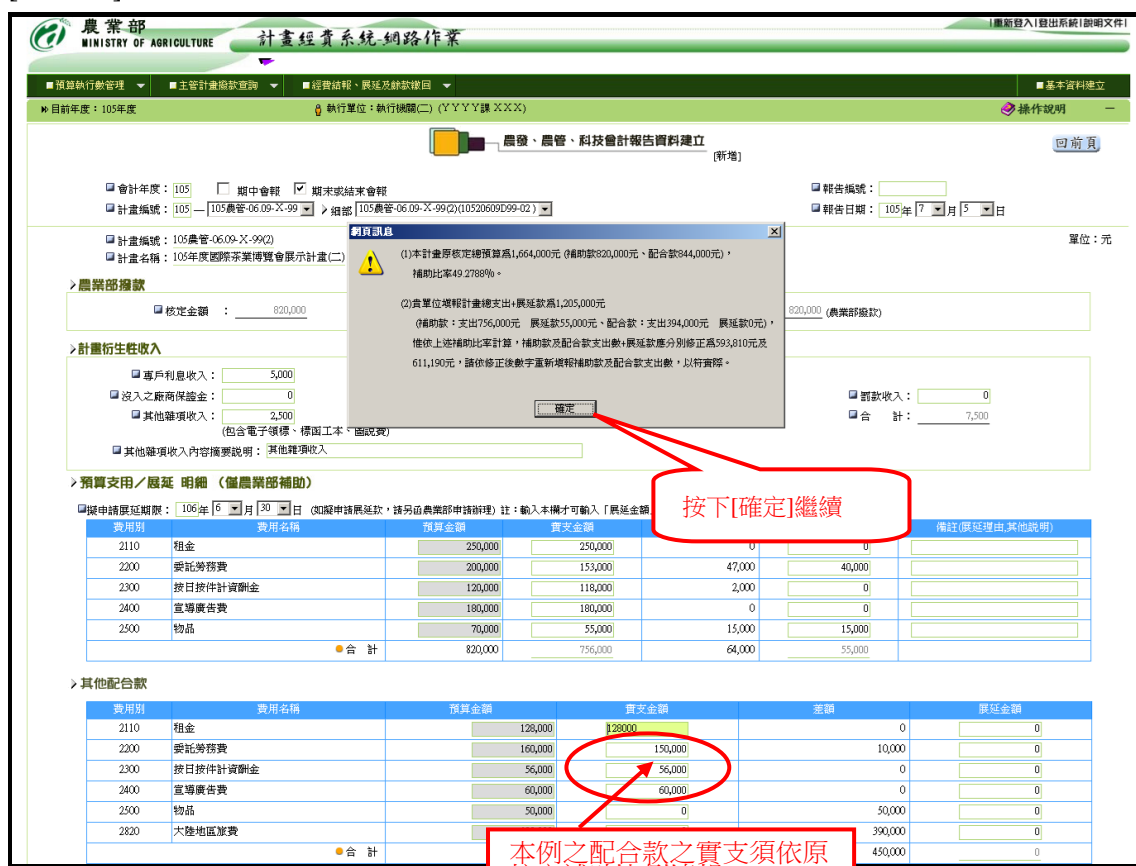 農業部
MINISTRY OF AGRICULTURE
計畫經費系統-網路作業
|重新登入|登出系統|說明文件|
■預算執行數管理 ■主管計畫撥款查詢 ■經費結報、展延及餘款繳回 ■基本資料建立
目前年度：105年度 執行單位：執行機關(二) (YYYY課 XXX) 操作說明
農發、農管、科技會計報告資料建立 [新增] 回前頁
會計年度： 105 期中會報 期末或結束會報 報告編號：
計畫編號： 105 — 105農管-06.09-X-99 細部 105農管-06.09-X-99(2)(10520609D99-02 ) 報告日期： 105 年 7 月 5 日
計畫編號： 105農管-06.09-X-99(2) 單位：元
計畫名稱： 105年度國際茶業博覽會展示計畫(二)
網頁訊息
(1)本計畫原核定總預算為1,664,000元 (補助款820,000元、配合款844,000元)，
補助比率49.2788%。
(2)貴單位填報計畫總支出+展延款為1,205,000元
(補助款：支出756,000元 展延款55,000元、配合款：支出394,000元 展延款0元)，
惟依上述補助比率計算，補助款及配合款支出數+展延款應分別修正為593,810元及
611,190元，請依修正後數字重新填報補助款及配合款支出數，以符實際。
確定
農業部撥款
核定金額 ： 820,000 820,000 (農業部撥款)
計畫衍生性收入
專戶利息收入： 5,000
沒入之廠商保證金： 0 罰款收入： 0
其他雜項收入： 2,500 合 計： 7,500
(包含電子領標、標函工本、圖說費)
其他雜項收入內容摘要說明： 其他雜項收入
按下[確定]繼續
預算支用／展延 明細 （僅農業部補助）
擬申請展延期限： 106 年 6 月 30 日 (如擬申請展延款，請另函農業部申請辦理) 註：輸入本欄才可輸入「展延金額
費用別 費用名稱 預算金額 實支金額 備註(展延理由,其他說明)
2110 租金 250,000 250,000 0 0
2200 委託勞務費 200,000 153,000 47,000 40,000
2300 按日按件計資酬金 120,000 118,000 2,000 0
2400 宣導廣告費 180,000 180,000 0 0
2500 物品 70,000 55,000 15,000 15,000
合 計 820,000 756,000 64,000 55,000
其他配合款
費用別 費用名稱 預算金額 實支金額 差額 展延金額
2110 租金 128,000 128000 0 0
2200 委託勞務費 160,000 150,000 10,000 0
2300 按日按件計資酬金 56,000 56,000 0 0
2400 宣導廣告費 60,000 60,000 0 0
2500 物品 50,000 0 50,000 0
2820 大陸地區旅費 390,000 0
合 計 450,000 0
本例之配合款之實支須依原